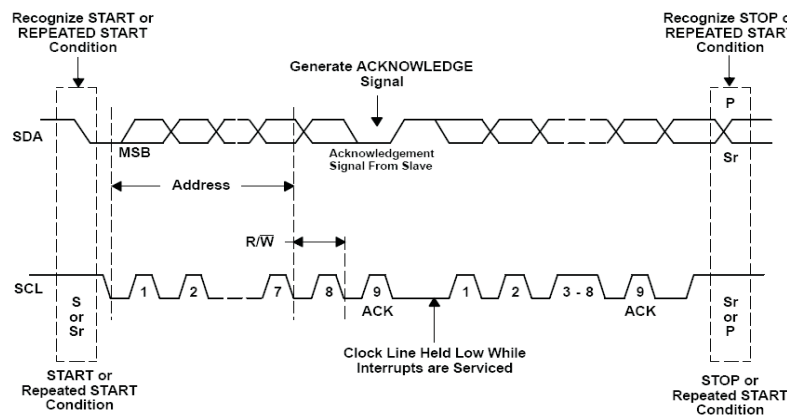 Recognize START or
REPEATED START
Condition
Recognize STOP o
REPEATED START
Condition
Generate ACKNOWLEDGE
Signal
P
SDA
MSB
Acknowledgement
Signal From Slave
Sr
Address
R/W̅
SCL
S
or
Sr
1
2
7
8
9
ACK
1
2
3 - 8
9
ACK
Sr
or
P
Clock Line Held Low While
Interrupts are Serviced
START or
Repeated START
Condition
STOP or
Repeated START
Condition